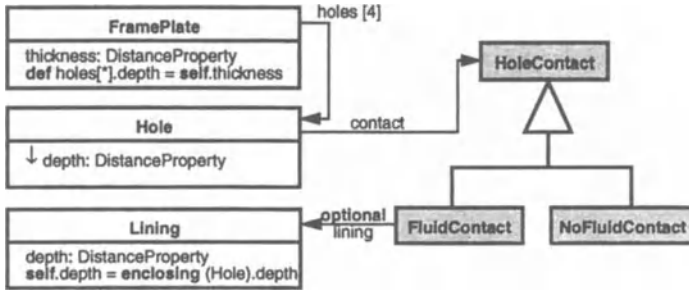 FramePlate
holes [4]
thickness: DistanceProperty
def holes[*].depth = self.thickness
HoleContact
Hole
contact
↓ depth: DistanceProperty
Lining
optional
lining
FluidContact
NoFluidContact
depth: DistanceProperty
self.depth = enclosing (Hole).depth